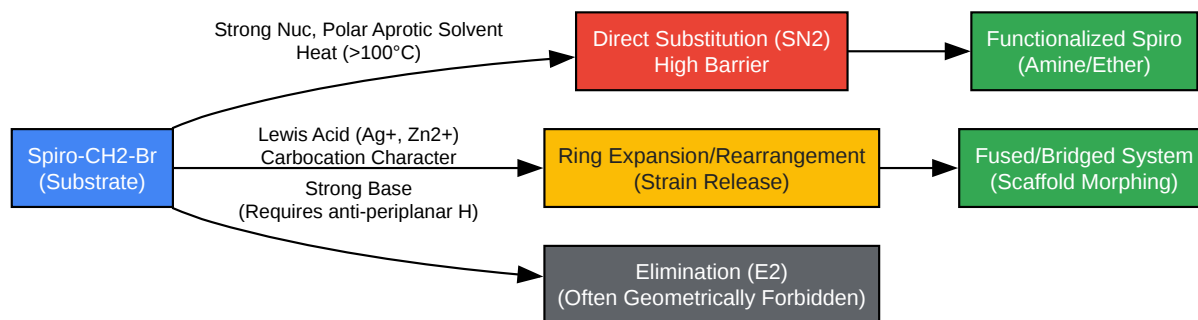 Strong Nuc, Polar Aprotic Solvent
Heat (>100°C)
Direct Substitution (SN2)
High Barrier
Functionalized Spiro
(Amine/Ether)
Spiro-CH2-Br
(Substrate)
Lewis Acid (Ag+, Zn2+)
Carbocation Character
Ring Expansion/Rearrangement
(Strain Release)
Fused/Bridged System
(Scaffold Morphing)
Strong Base
(Requires anti-periplanar H)
Elimination (E2)
(Often Geometrically Forbidden)